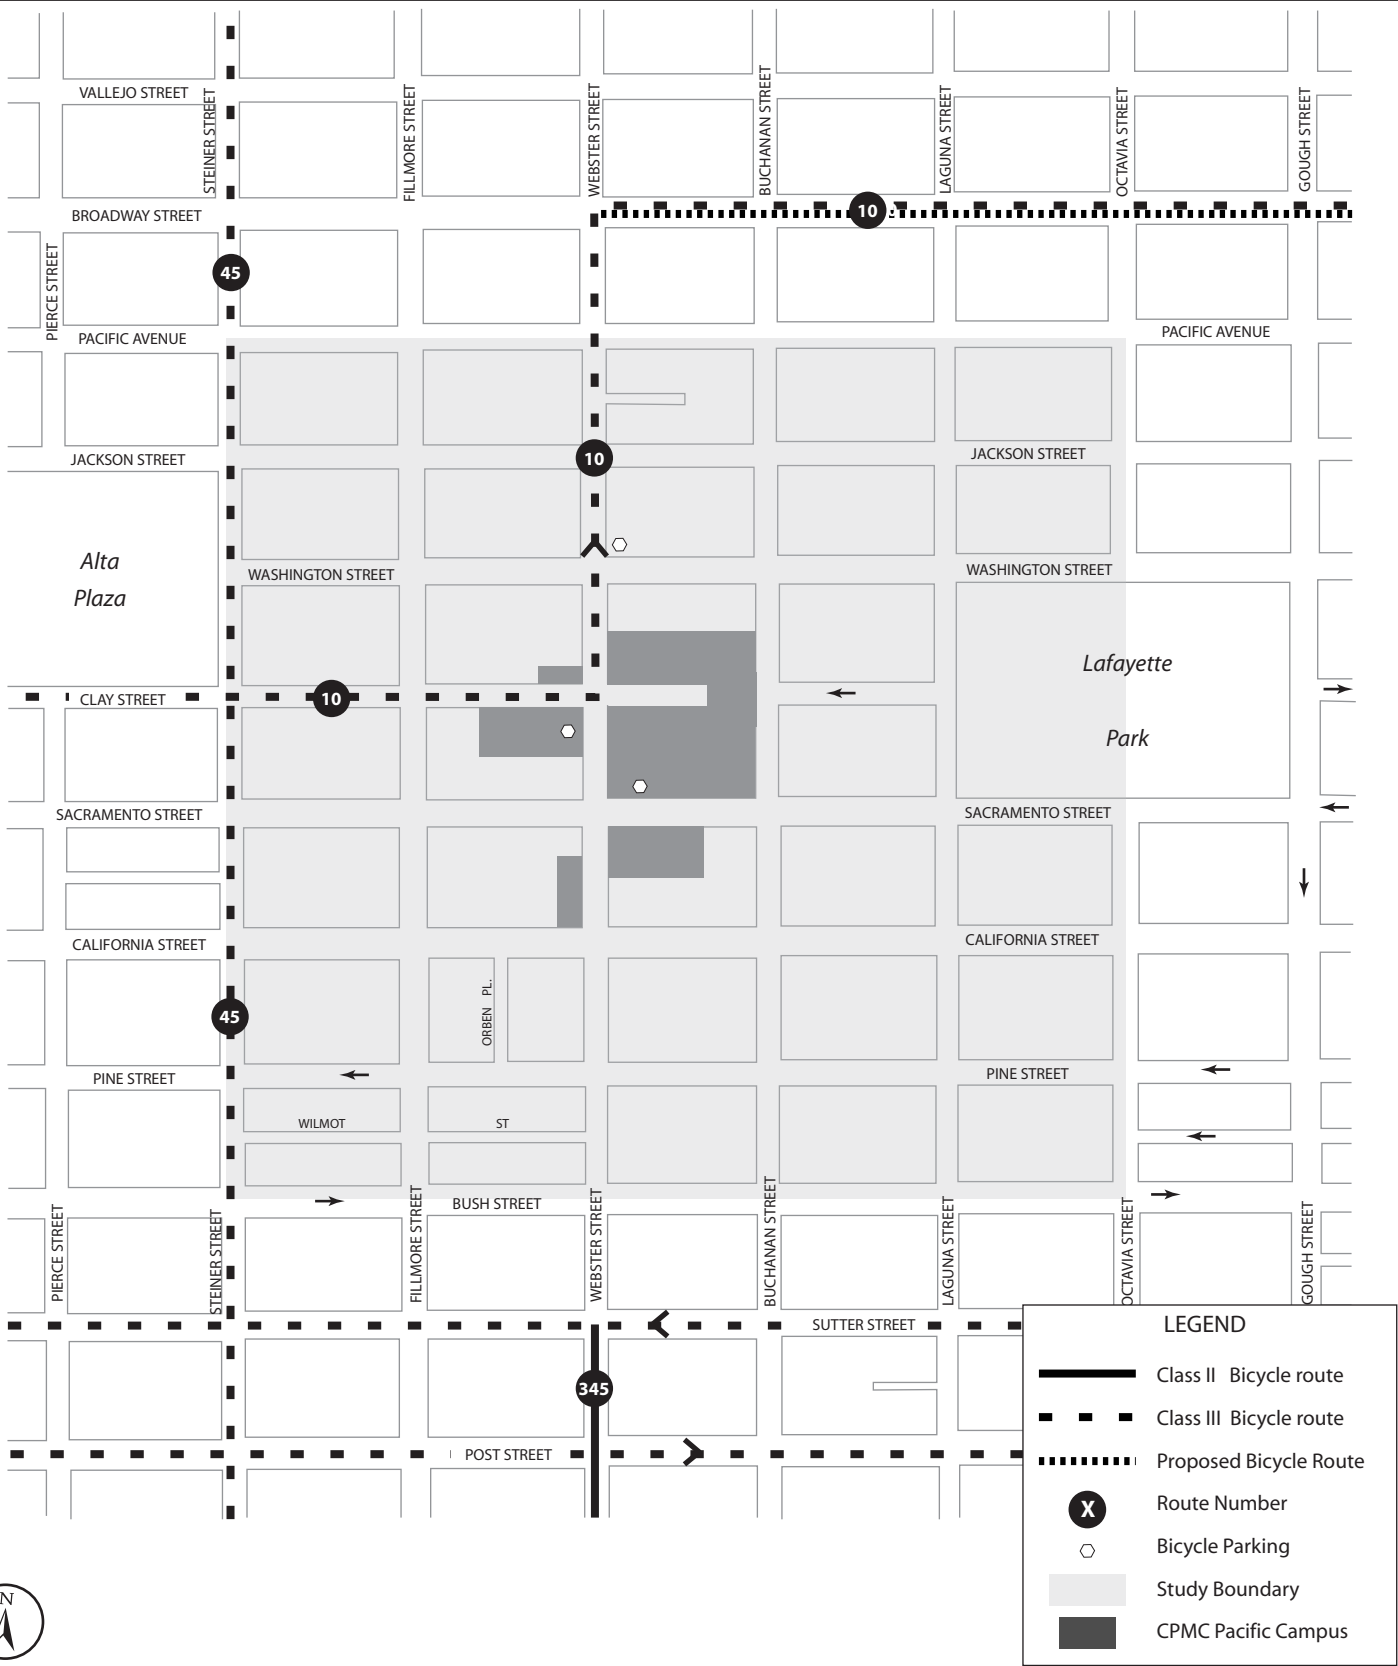 VALLEJO STREET
STEINER STREET
FILLMORE STREET
WEBSTER STREET
BUCHANAN STREET
LAGUNA STREET
OCTAVIA STREET
GOUGH STREET
BROADWAY STREET
10
PIERCE STREET
45
PACIFIC AVENUE
PACIFIC AVENUE
JACKSON STREET
10
JACKSON STREET
Alta
Plaza
WASHINGTON STREET
WASHINGTON STREET
Lafayette
Park
CLAY STREET
10
SACRAMENTO STREET
SACRAMENTO STREET
CALIFORNIA STREET
CALIFORNIA STREET
ORBEN PL.
45
PINE STREET
PINE STREET
WILMOT
ST
BUSH STREET
PIERCE STREET
STEINER STREET
FILLMORE STREET
WEBSTER STREET
BUCHANAN STREET
LAGUNA STREET
OCTAVIA STREET
GOUGH STREET
SUTTER STREET
345
POST STREET
LEGEND
Class II Bicycle route
Class III Bicycle route
Proposed Bicycle Route
X Route Number
Bicycle Parking
Study Boundary
CPMC Pacific Campus
N